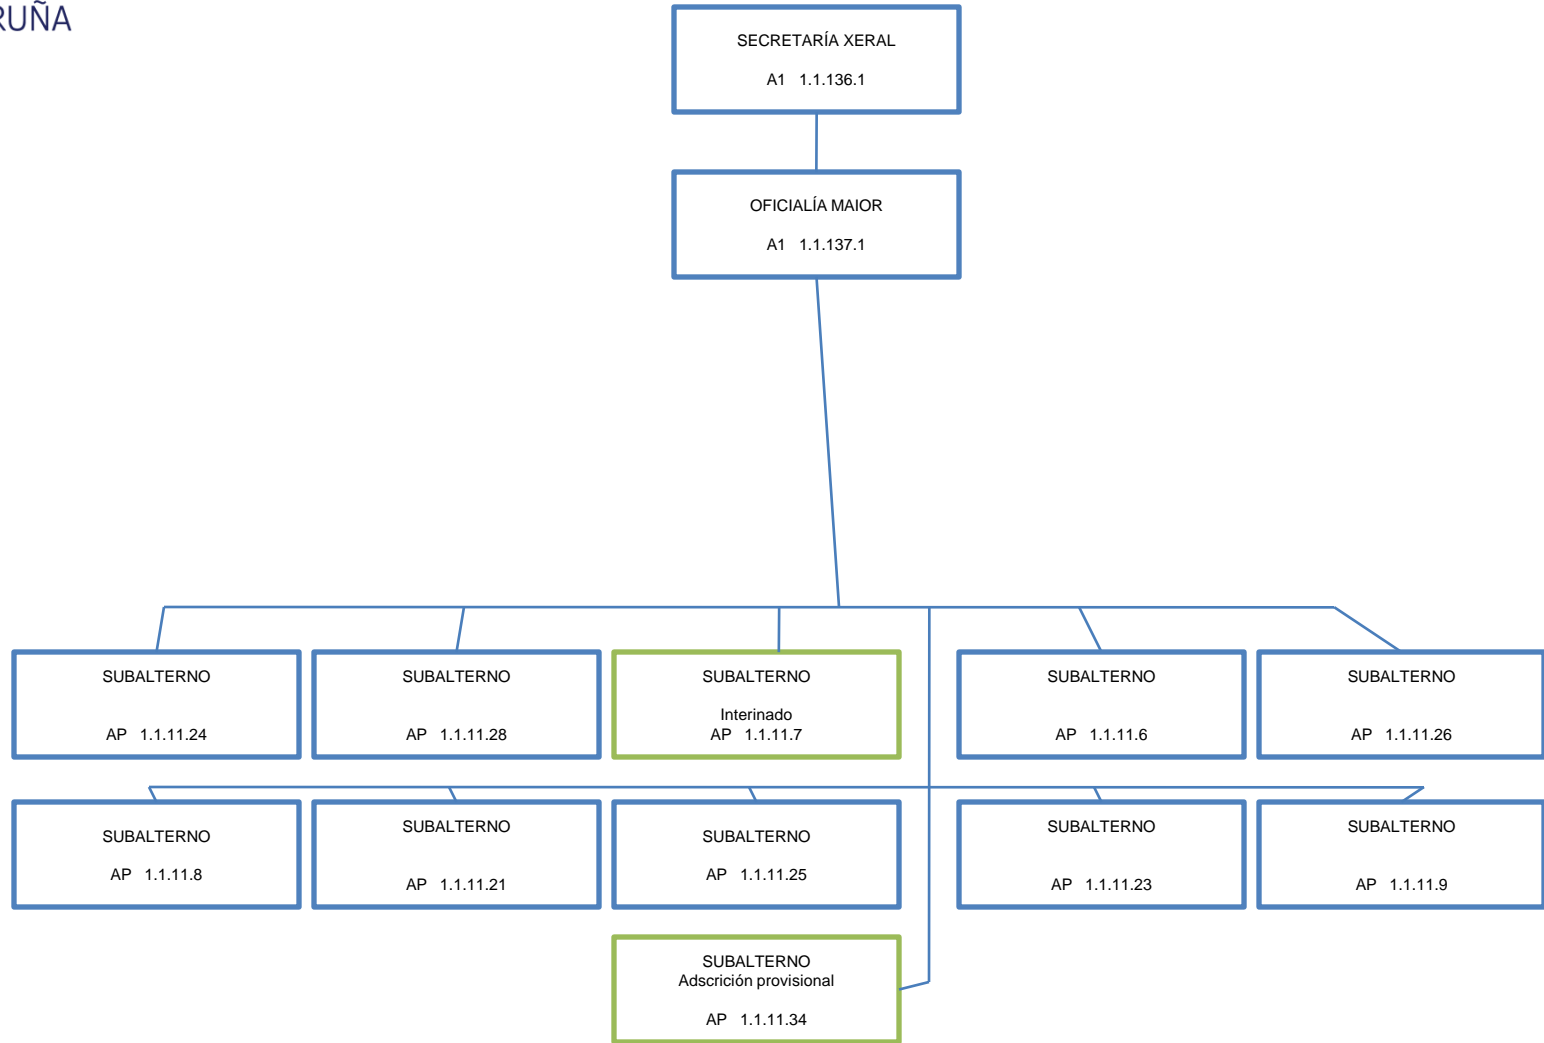 RUÑA
SECRETARÍA XERAL
A1 1.1.136.1
OFICIALÍA MAIOR
A1 1.1.137.1
SUBALTERNO
AP 1.1.11.24
SUBALTERNO
AP 1.1.11.28
SUBALTERNO
Interinado
AP 1.1.11.7
SUBALTERNO
AP 1.1.11.6
SUBALTERNO
AP 1.1.11.26
SUBALTERNO
AP 1.1.11.8
SUBALTERNO
AP 1.1.11.21
SUBALTERNO
AP 1.1.11.25
SUBALTERNO
AP 1.1.11.23
SUBALTERNO
AP 1.1.11.9
SUBALTERNO
Adscrición provisional
AP 1.1.11.34